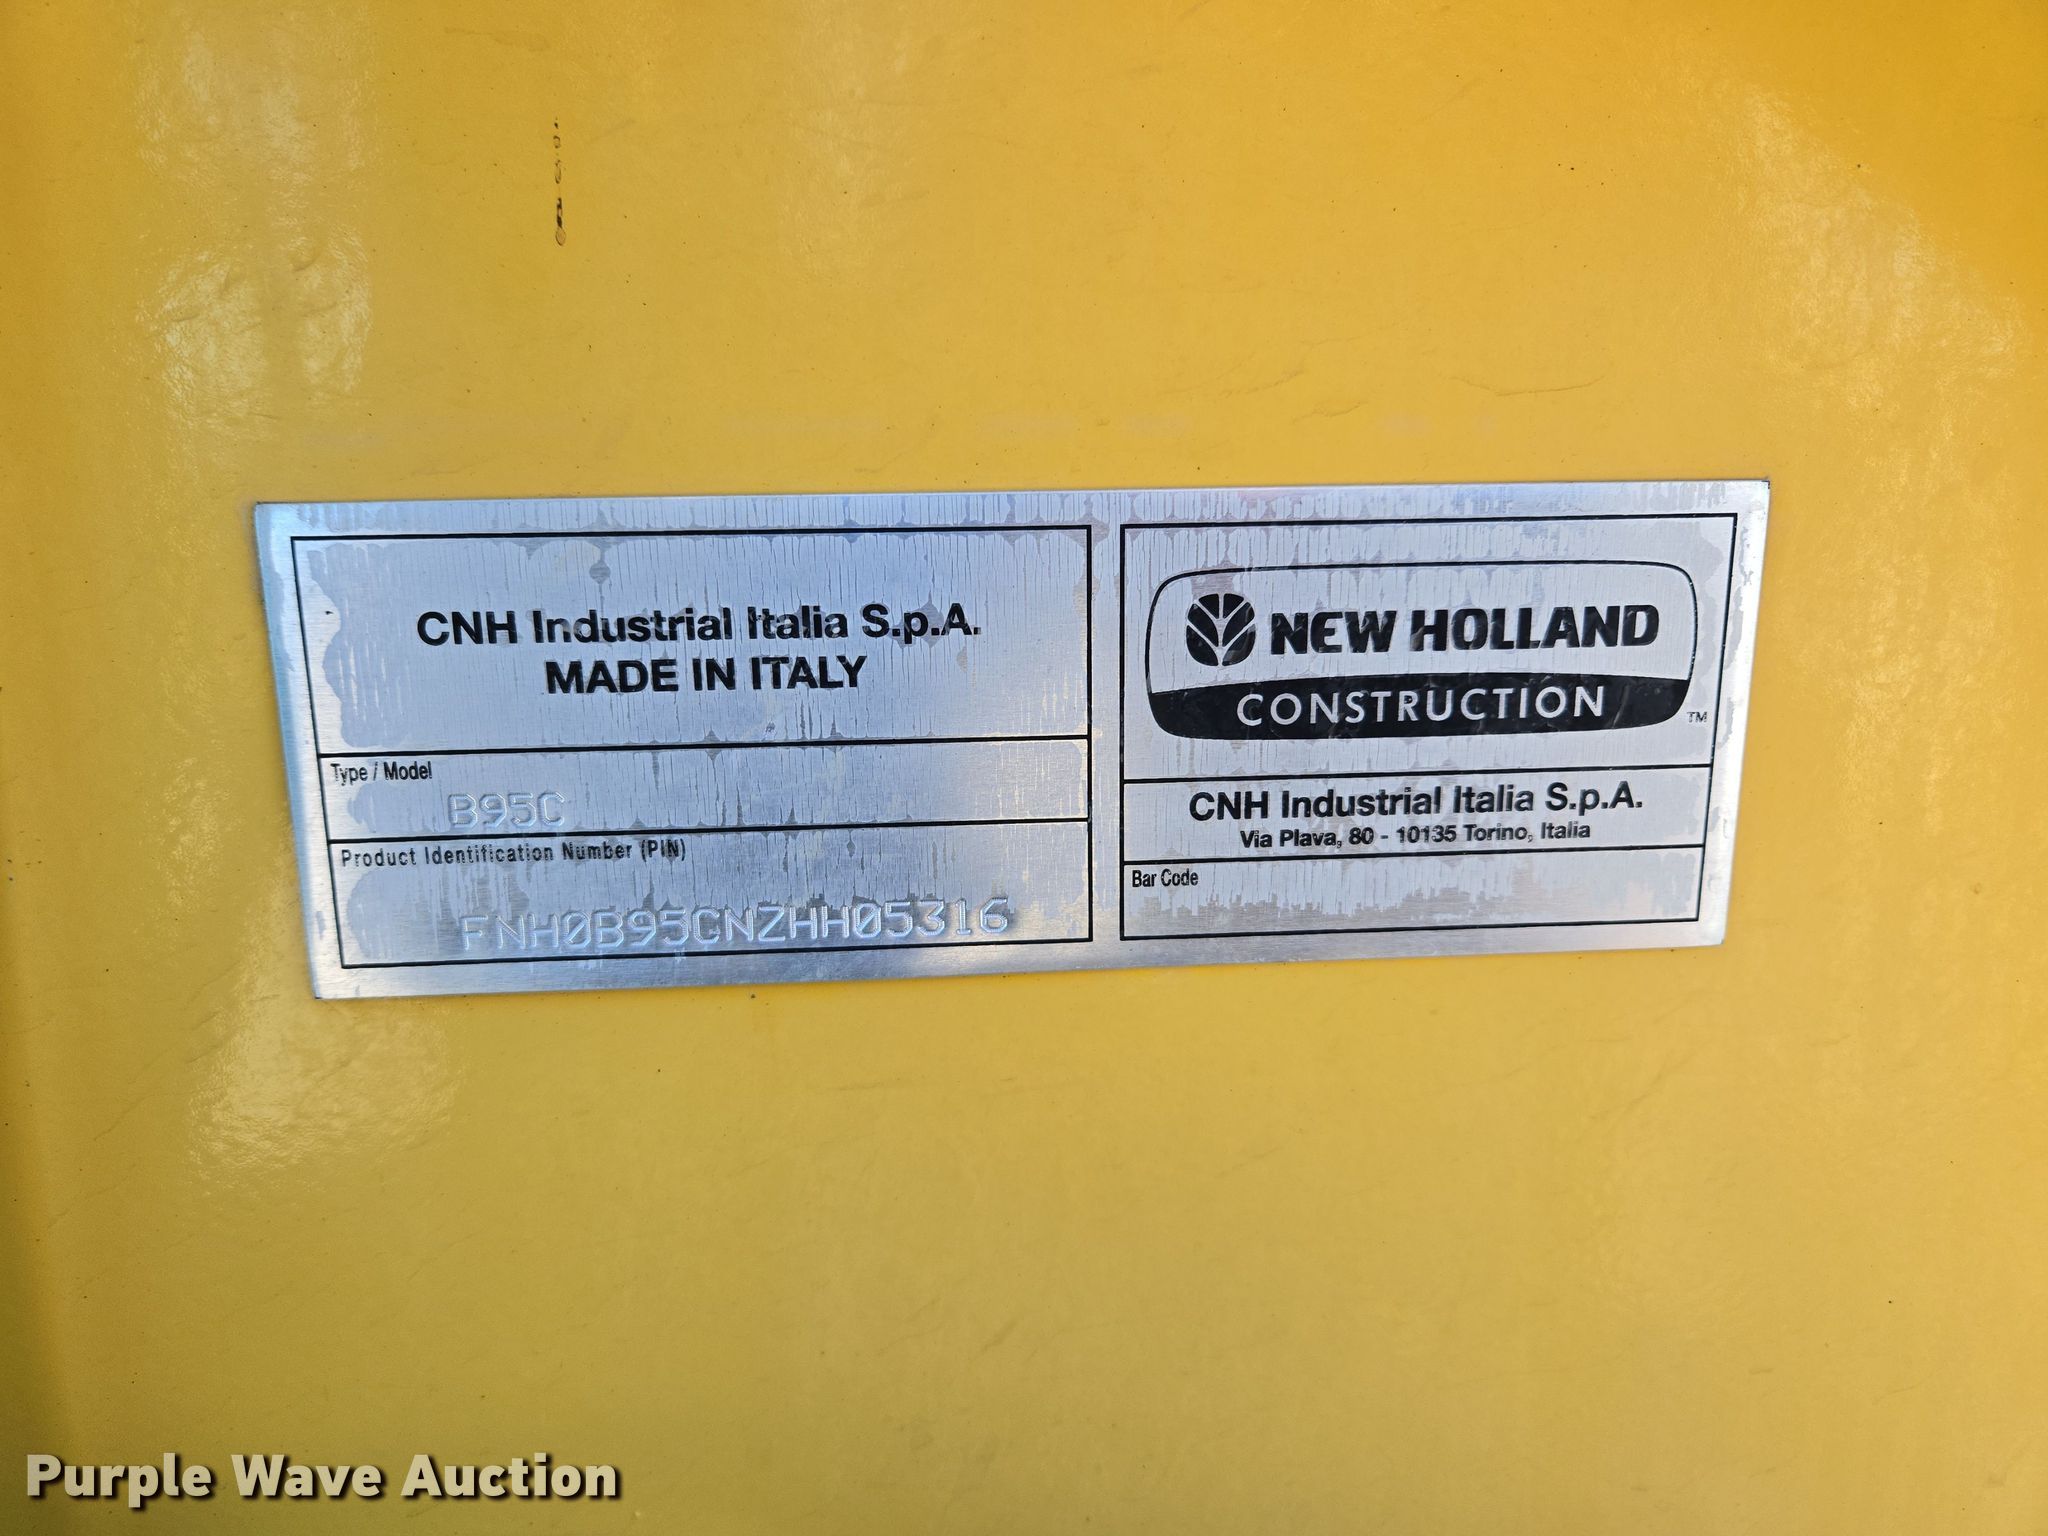 CNH Industrial Italia S.p.A.
MADE IN ITALY
Type / Model
B95C
Product Identification Number (PIN)
FNH0B95CNZHH05316
NEW HOLLAND
CONSTRUCTION
TM
CNH Industrial Italia S.p.A.
Via Plava, 80 - 10135 Torino, Italia
Bar Code
Purple Wave Auction